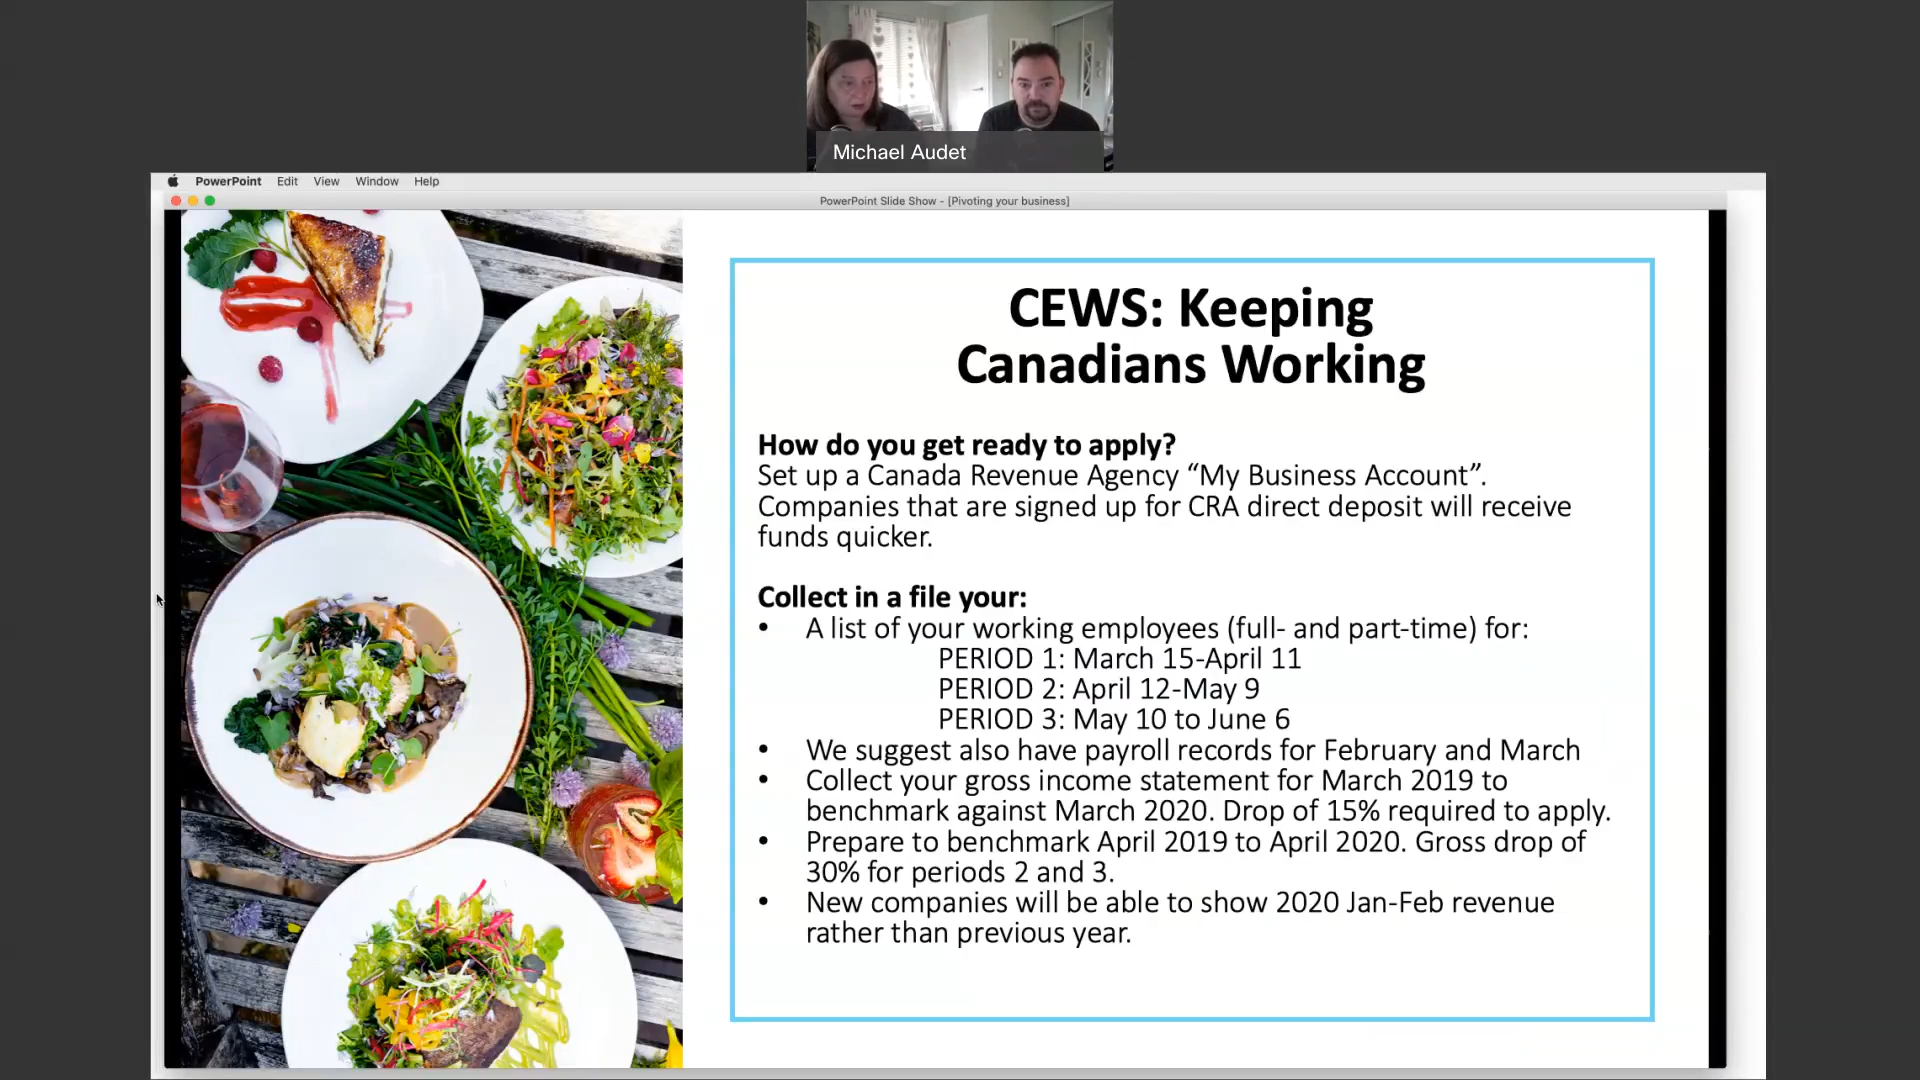 Michael Audet
PowerPoint Edit View Window Help
PowerPoint Slide Show - [Pivoting your business]
CEWS: Keeping
Canadians Working
How do you get ready to apply?
Set up a Canada Revenue Agency “My Business Account”.
Companies that are signed up for CRA direct deposit will receive
funds quicker.
Collect in a file your:
• A list of your working employees (full- and part-time) for:
PERIOD 1: March 15-April 11
PERIOD 2: April 12-May 9
PERIOD 3: May 10 to June 6
• We suggest also have payroll records for February and March
• Collect your gross income statement for March 2019 to
benchmark against March 2020. Drop of 15% required to apply.
• Prepare to benchmark April 2019 to April 2020. Gross drop of
30% for periods 2 and 3.
• New companies will be able to show 2020 Jan-Feb revenue
rather than previous year.